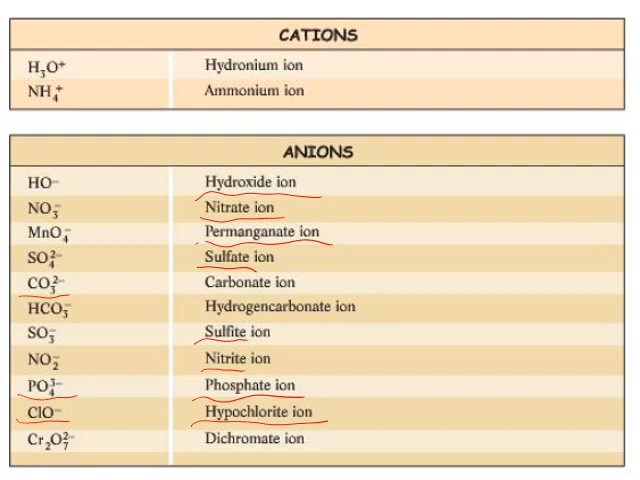 CATIONS
H₃O⁺ Hydronium ion
NH₄⁺ Ammonium ion
ANIONS
HO⁻ Hydroxide ion
NO₃⁻ Nitrate ion
MnO₄⁻ Permanganate ion
SO₄²⁻ Sulfate ion
CO₃²⁻ Carbonate ion
HCO₃⁻ Hydrogencarbonate ion
SO₃⁻ Sulfite ion
NO₂⁻ Nitrite ion
PO₄³⁻ Phosphate ion
ClO⁻ Hypochlorite ion
Cr₂O₇²⁻ Dichromate ion